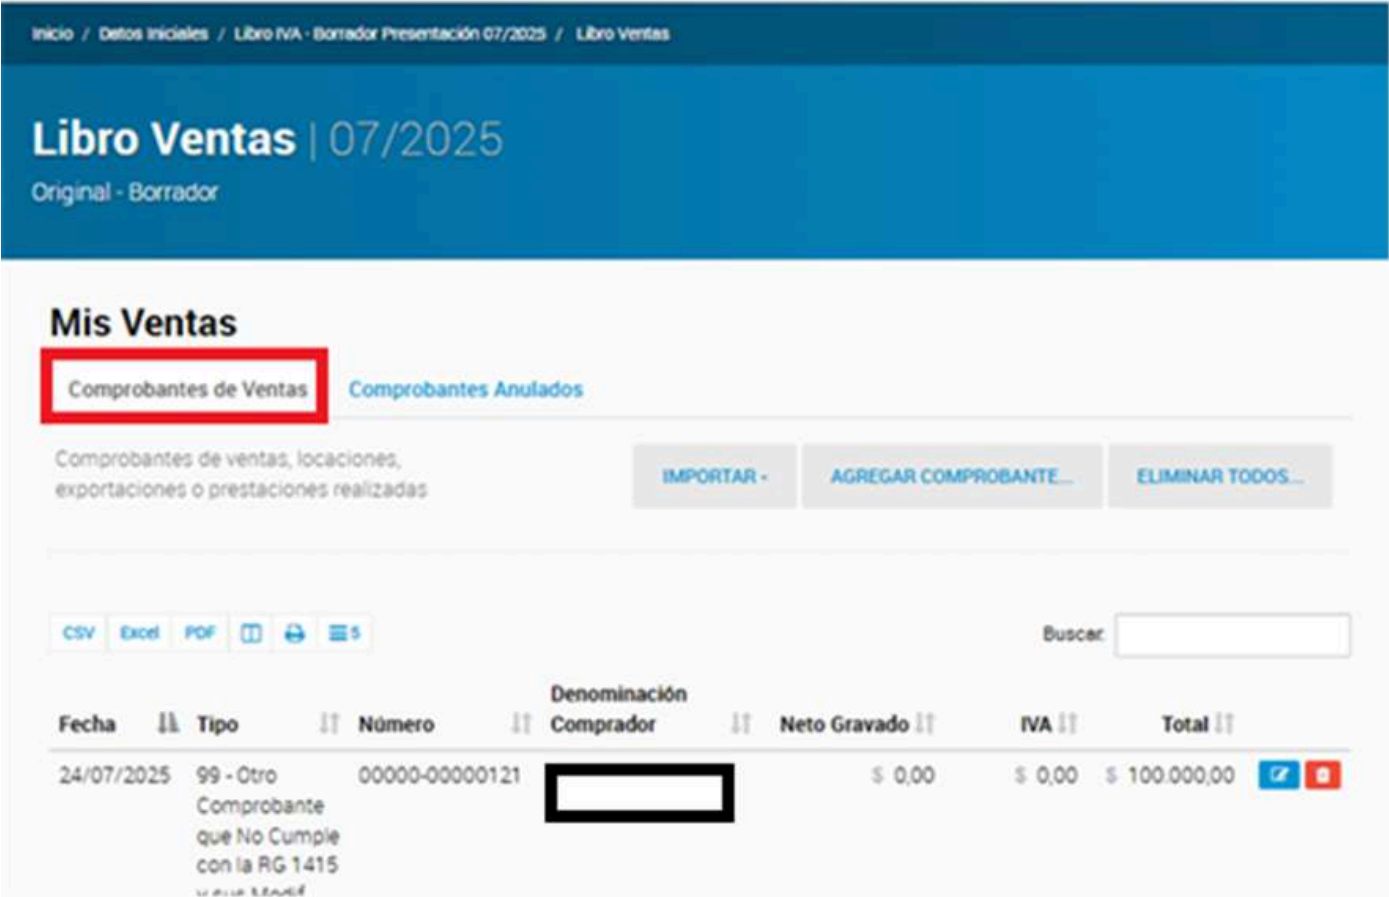 Inicio / Datos Iniciales / Libro IVA - Borrador Presentación 07/2025 / Libro Ventas
Libro Ventas | 07/2025
Original - Borrador
Mis Ventas
Comprobantes de Ventas Comprobantes Anulados
Comprobantes de ventas, locaciones,
exportaciones o prestaciones realizadas
IMPORTAR AGREGAR COMPROBANTE... ELIMINAR TODOS...
CSV Excel PDF 5 Buscar:
Denominación
Fecha Tipo Número Comprador Neto Gravado IVA Total
24/07/2025 99 - Otro 00000-00000121 $ 0,00 $ 0,00 $ 100.000,00
Comprobante
que No Cumple
con la RG 1415
y sus Modif